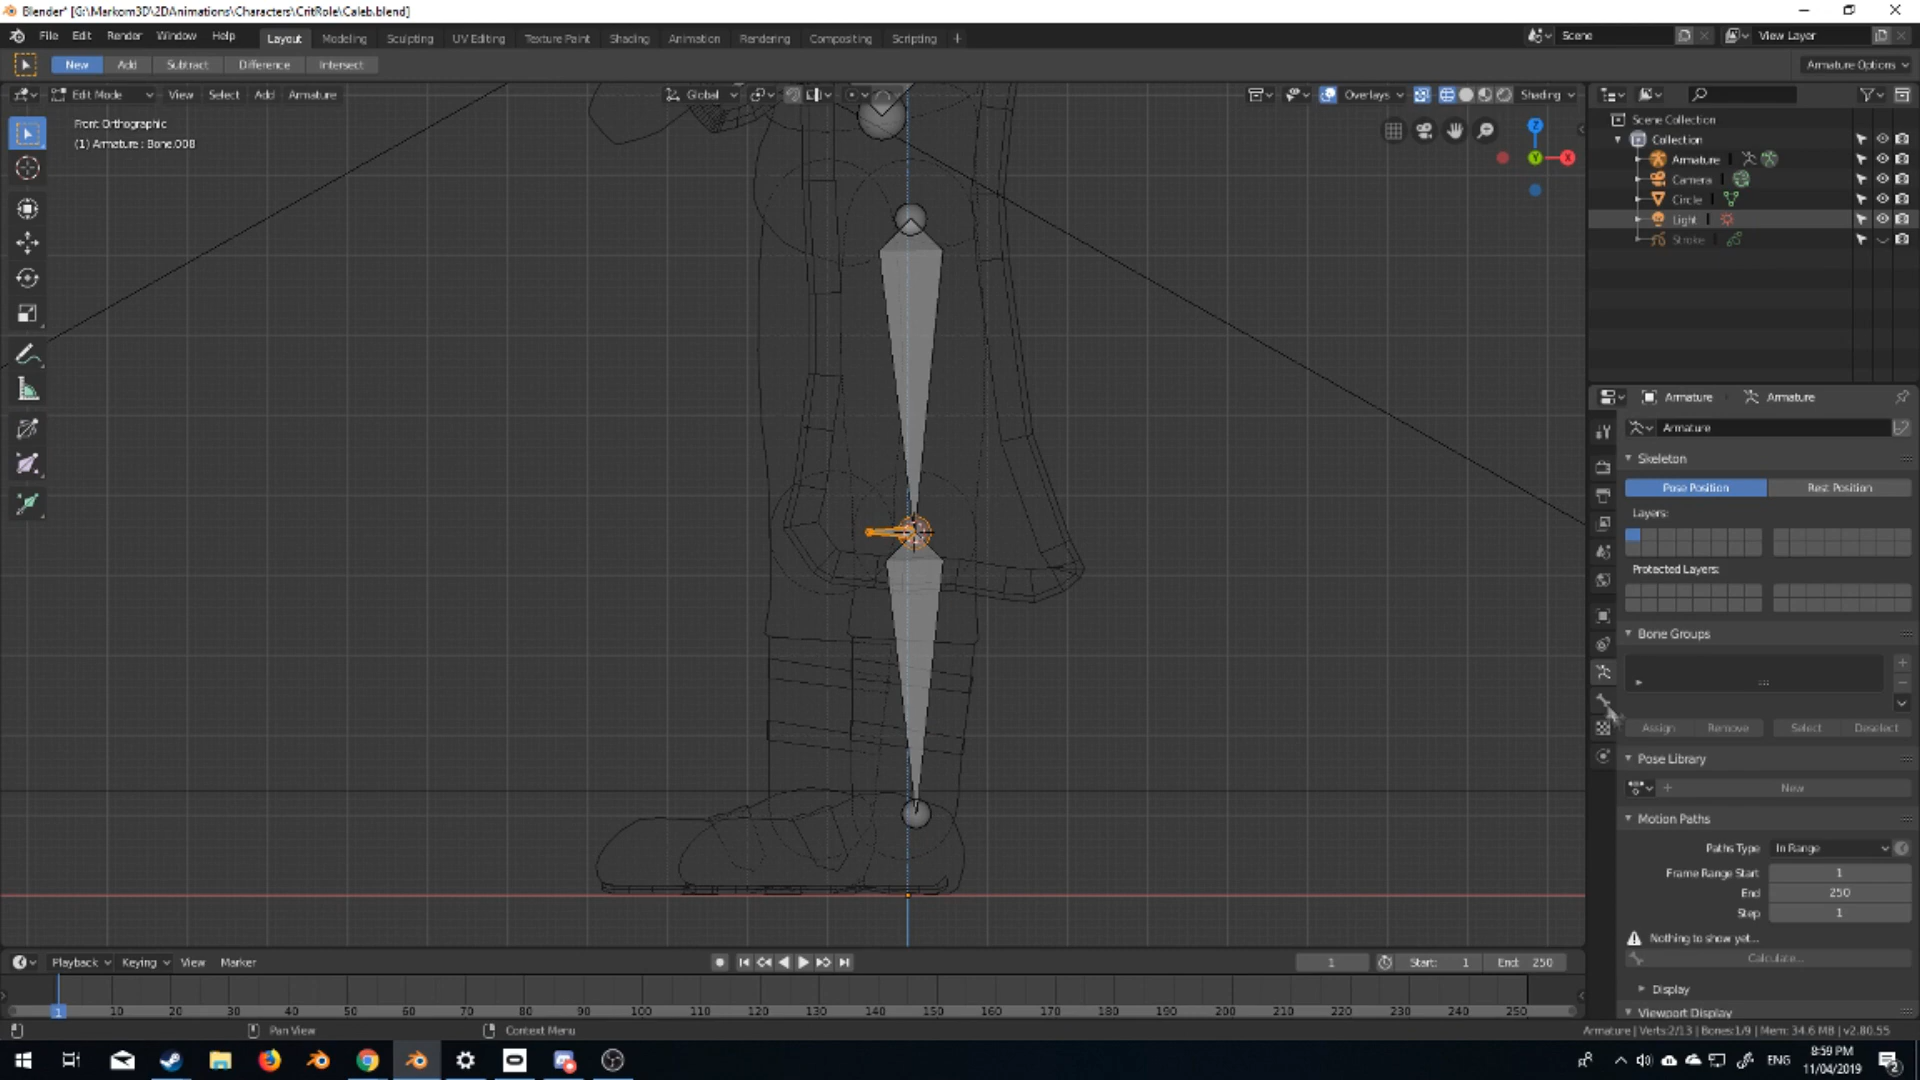 Blender* [G:\Markom3D\2DAnimations\Characters\CritRole\Caleb.blend]
File Edit Render Window Help
Layout Modeling Sculpting UV Editing Texture Paint Shading Animation Rendering Compositing Scripting +
Scene
View Layer
New Add Subtract Difference Intersect
Armature Options
Edit Mode View Select Add Armature
Global
Overlays
Shading
Front Orthographic
(1) Armature : Bone.008
Z
Y
X
Scene Collection
Collection
Armature
Camera
Circle
Light
Stroke
Armature Armature
Armature
Skeleton
Pose Position Rest Position
Layers:
Protected Layers:
Bone Groups
Assign Remove Select Deselect
Pose Library
+ New
Motion Paths
Paths Type In Range
Frame Range Start 1
End 250
Step 1
Nothing to show yet...
Calculate...
Display
Viewport Display
Playback Keying View Marker
1 Start: 1 End: 250
1 10 20 30 40 50 60 70 80 90 100 110 120 130 140 150 160 170 180 190 200 210 220 230 240 250
Pan View Context Menu
Armature | Verts:2/13 | Bones:1/9 | Mem: 34.6 MB | v2.80.55
ENG
8:59 PM
11/04/2019
2